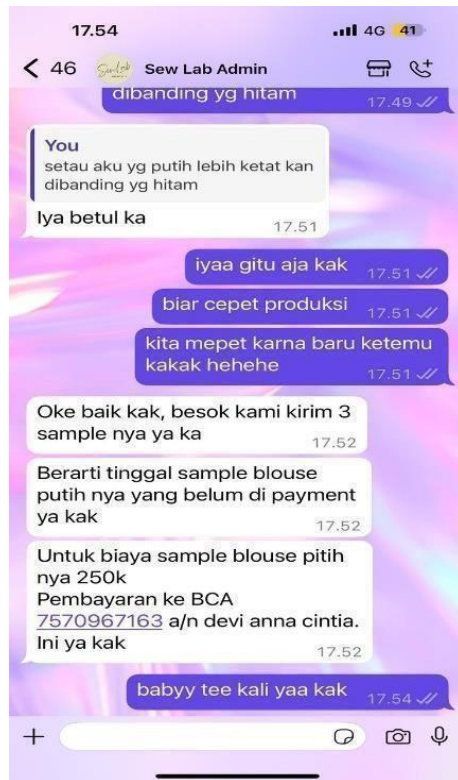 17.54
4G 41
46 Sew Lab Admin
dibanding yg hitam
17.49
You
setau aku yg putih lebih ketat kan
dibanding yg hitam
Iya betul ka
17.51
iyaa gitu aja kak
17.51
biar cepet produksi
17.51
kita mepet karna baru ketemu
kakak hehehe
17.51
Oke baik kak, besok kami kirim 3
sample nya ya ka
17.52
Berarti tinggal sample blouse
putih nya yang belum di payment
ya kak
17.52
Untuk biaya sample blouse pitih
nya 250k
Pembayaran ke BCA
7570967163 a/n devi anna cintia.
Ini ya kak
17.52
babyy tee kali yaa kak
17.54